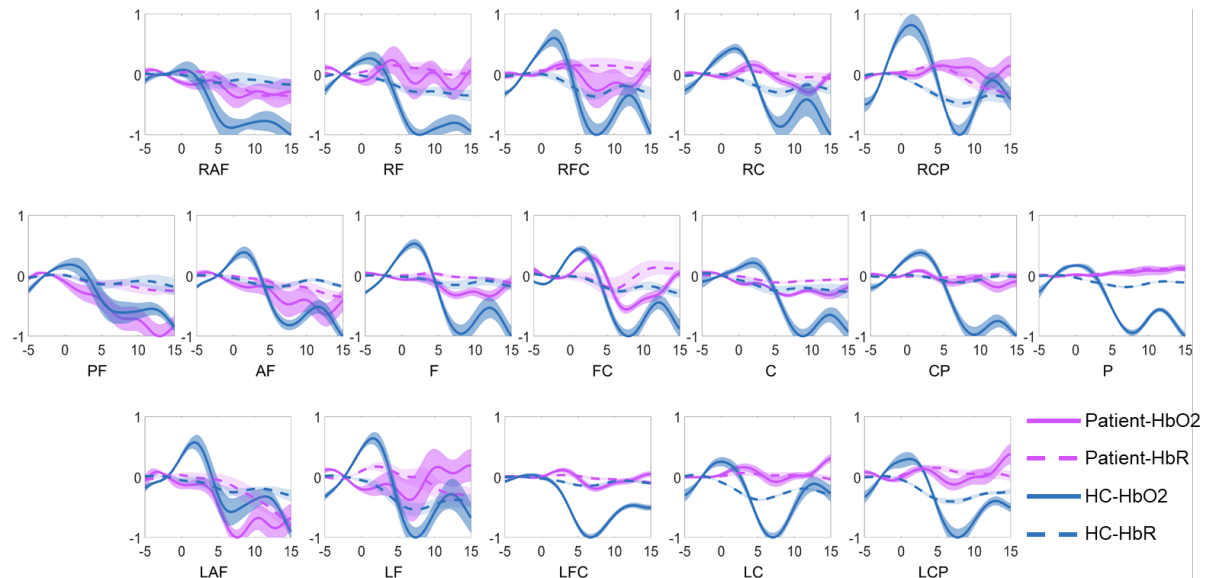 1 1 1 1 1
0 0 0 0 0
-1 -1 -1 -1 -1
-5 0 5 10 15 -5 0 5 10 15 -5 0 5 10 15 -5 0 5 10 15 -5 0 5 10 15
RAF RF RFC RC RCP
1 1 1 1 1 1 1
0 0 0 0 0 0 0
-1 -1 -1 -1 -1 -1 -1
-5 0 5 10 15 -5 0 5 10 15 -5 0 5 10 15 -5 0 5 10 15 -5 0 5 10 15 -5 0 5 10 15 -5 0 5 10 15
PF AF F FC C CP P
1 1 1 1 1
0 0 0 0 0
-1 -1 -1 -1 -1
-5 0 5 10 15 -5 0 5 10 15 -5 0 5 10 15 -5 0 5 10 15 -5 0 5 10 15
LAF LF LFC LC LCP
Patient-HbO2
Patient-HbR
HC-HbO2
HC-HbR